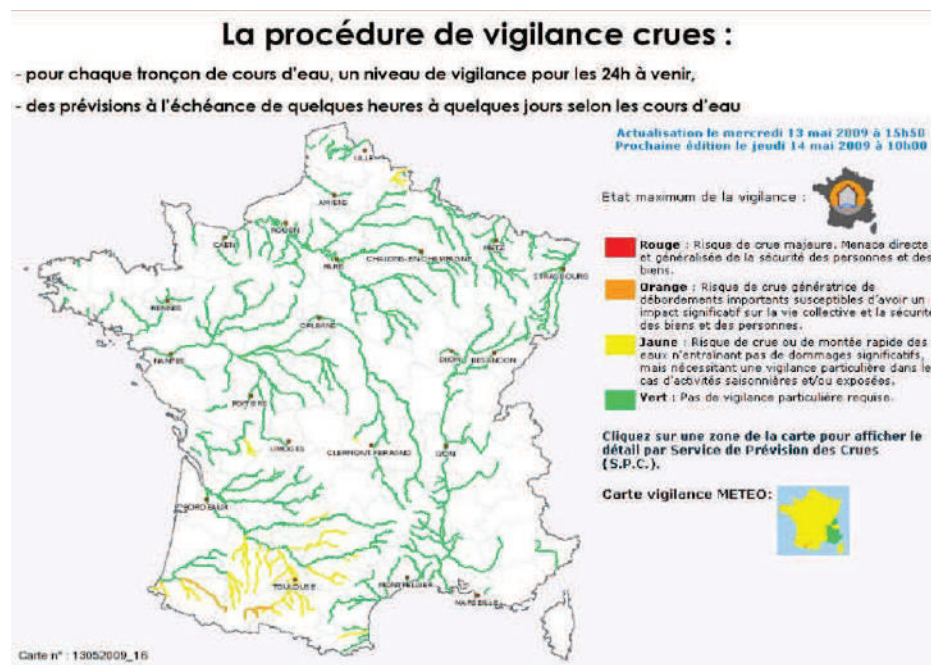 La procédure de vigilance crues :
- pour chaque tronçon de cours d'eau, un niveau de vigilance pour les 24h à venir,
- des prévisions à l'échéance de quelques heures à quelques jours selon les cours d'eau
Actualisation le mercredi 13 mai 2009 à 15h50
Prochaine édition le jeudi 14 mai 2009 à 10h00
Etat maximum de la vigilance :
Rouge : Risque de crue majeure. Menace directe
et généralisée de la sécurité des personnes et des
biens.
Orange : Risque de crue génératrice de
débordements importants susceptibles d'avoir un
impact significatif sur la vie collective et la sécurité
des biens et des personnes.
Jaune : Risque de crue ou de montée rapide des
eaux n'entraînant pas de dommages significatifs,
mais nécessitant une vigilance particulière dans le
cas d'activités saisonnières et/ou exposées.
Vert : Pas de vigilance particulière requise.
Cliquez sur une zone de la carte pour afficher le
détail par Service de Prévision des Crues
(S.P.C.).
Carte vigilance METEO:
LILLE
AMIENS
ROUEN
CAEN
METZ
PARIS
CHALONS-EN-CHAMPAGNE
STRASBOURG
RENNES
ORLEANS
NANTES
DIJON
BESANCON
POITIERS
LIMOGES
CLERMONT-FERRAND
LYON
BORDEAUX
TOULOUSE
MONTPELLIER
MARSEILLE
Carte n° : 13052009_16